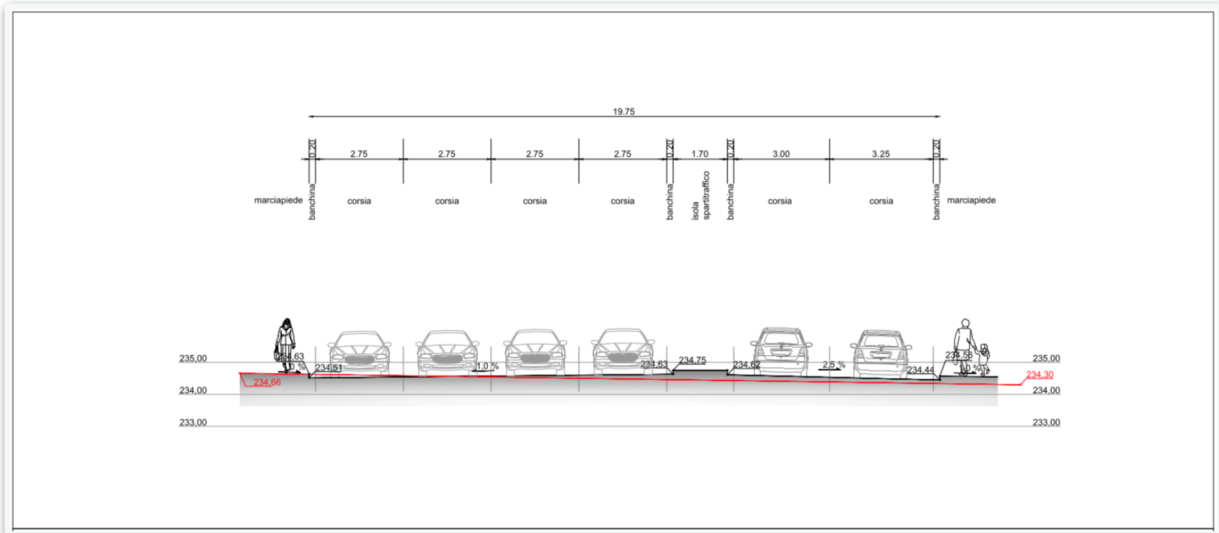 19.75
0.20 2.75 2.75 2.75 2.75 0.20 1.70 0.20 3.00 3.25 0.20
marciapiede banchina corsia corsia corsia corsia banchina isola spartitraffico banchina corsia corsia banchina marciapiede
235,00 234,63 234,51 1,0 % 234,63 234,75 234,62 2,5 % 234,44 234,56 235,00
234,66 234,30
234,00 234,00
233,00 233,00